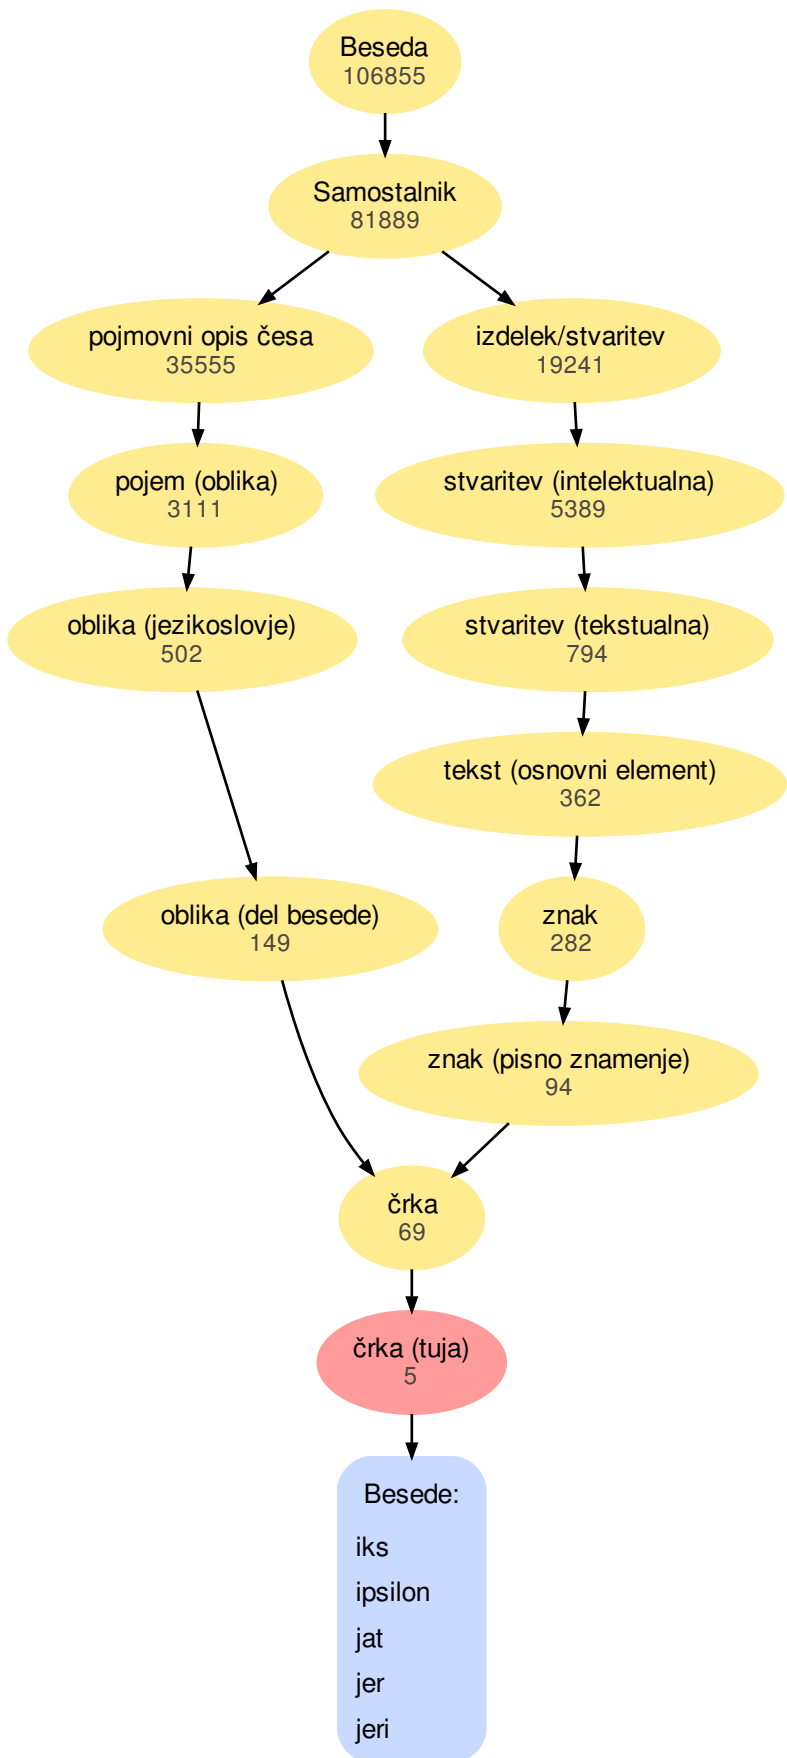 Beseda
106855
Samostalnik
81889
pojmovni opis česa
35555
izdelek/stvaritev
19241
pojem (oblika)
3111
stvaritev (intelektualna)
5389
oblika (jezikoslovje)
502
stvaritev (tekstualna)
794
tekst (osnovni element)
362
oblika (del besede)
149
znak
282
znak (pisno znamenje)
94
črka
69
črka (tuja)
5
Besede:
iks
ipsilon
jat
jer
jeri